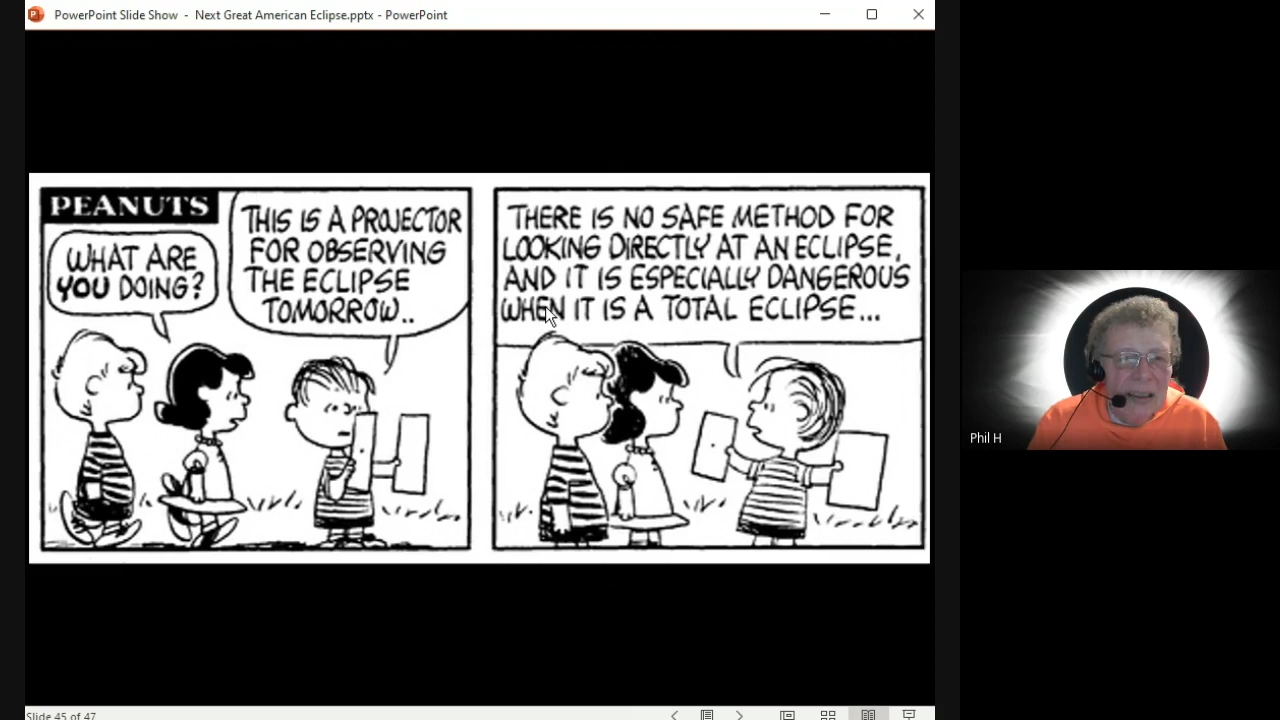 PowerPoint Slide Show - Next Great American Eclipse.pptx - PowerPoint
PEANUTS
WHAT ARE
YOU DOING?
THIS IS A PROJECTOR
FOR OBSERVING
THE ECLIPSE
TOMORROW..
THERE IS NO SAFE METHOD FOR
LOOKING DIRECTLY AT AN ECLIPSE,
AND IT IS ESPECIALLY DANGEROUS
WHEN IT IS A TOTAL ECLIPSE...
Phil H
Slide 45 of 47